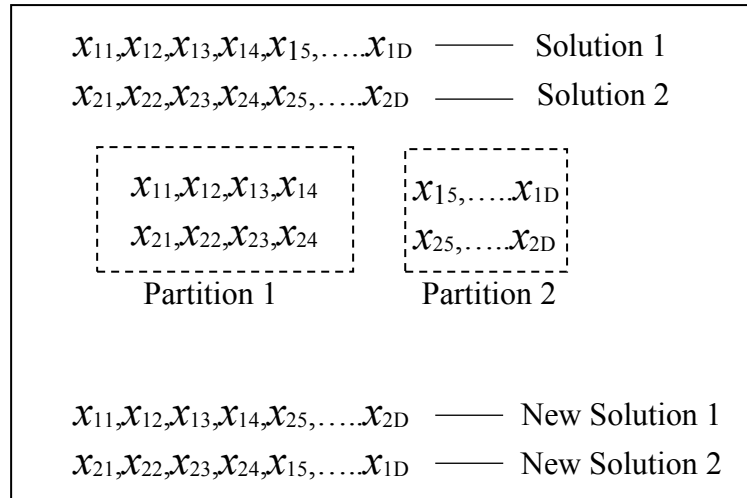 x11,x12,x13,x14,x15,.....x1D —— Solution 1
x21,x22,x23,x24,x25,.....x2D —— Solution 2
x11,x12,x13,x14
x21,x22,x23,x24
Partition 1
x15,.....x1D
x25,.....x2D
Partition 2
x11,x12,x13,x14,x25,.....x2D —— New Solution 1
x21,x22,x23,x24,x15,.....x1D —— New Solution 2